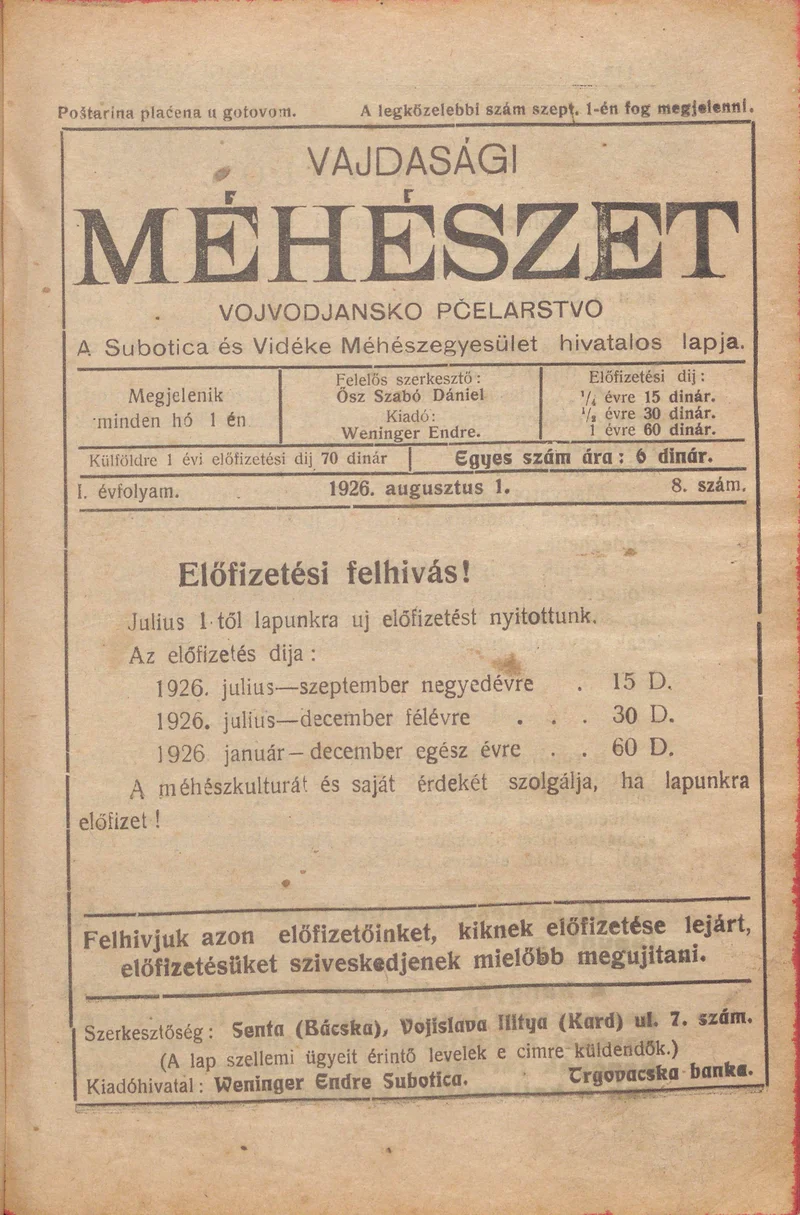 Poštarina plaćena u gotovom. A legközelebbi szám szept. 1-én fog megjelenni.
VAJDASÁGI
MÉHÉSZET
VOJVODJANSKO PČELARSTVO
A Subotica és Vidéke Méhészegyesület hivatalos lapja.
Megjelenik
minden hó 1 én
Felelős szerkesztő:
Ősz Szabó Dániel
Kiadó:
Weninger Endre.
Előfizetési dij:
1/4 évre 15 dinár.
1/2 évre 30 dinár.
1 évre 60 dinár.
Külföldre 1 évi előfizetési dij 70 dinár
Egyes szám ára: 6 dinár.
I. évfolyam. 1926. augusztus 1. 8. szám.
Előfizetési felhivás!
Julius 1-től lapunkra uj előfizetést nyitottunk.
Az előfizetés dija:
1926. julius—szeptember negyedévre . 15 D.
1926. julius—december félévre . . . 30 D.
1926 január—december egész évre . . 60 D.
A méhészkulturát és saját érdekét szolgálja, ha lapunkra
előfizet!
Felhivjuk azon előfizetőinket, kiknek előfizetése lejárt,
előfizetésüket sziveskedjenek mielőbb megujitani.
Szerkesztőség: Senta (Bácska), Vojislava Ilitya (Kard) ul. 7. szám.
(A lap szellemi ügyeit érintő levelek e cimre küldendők.)
Kiadóhivatal: Weninger Endre Subotica. Trgovacska banka.